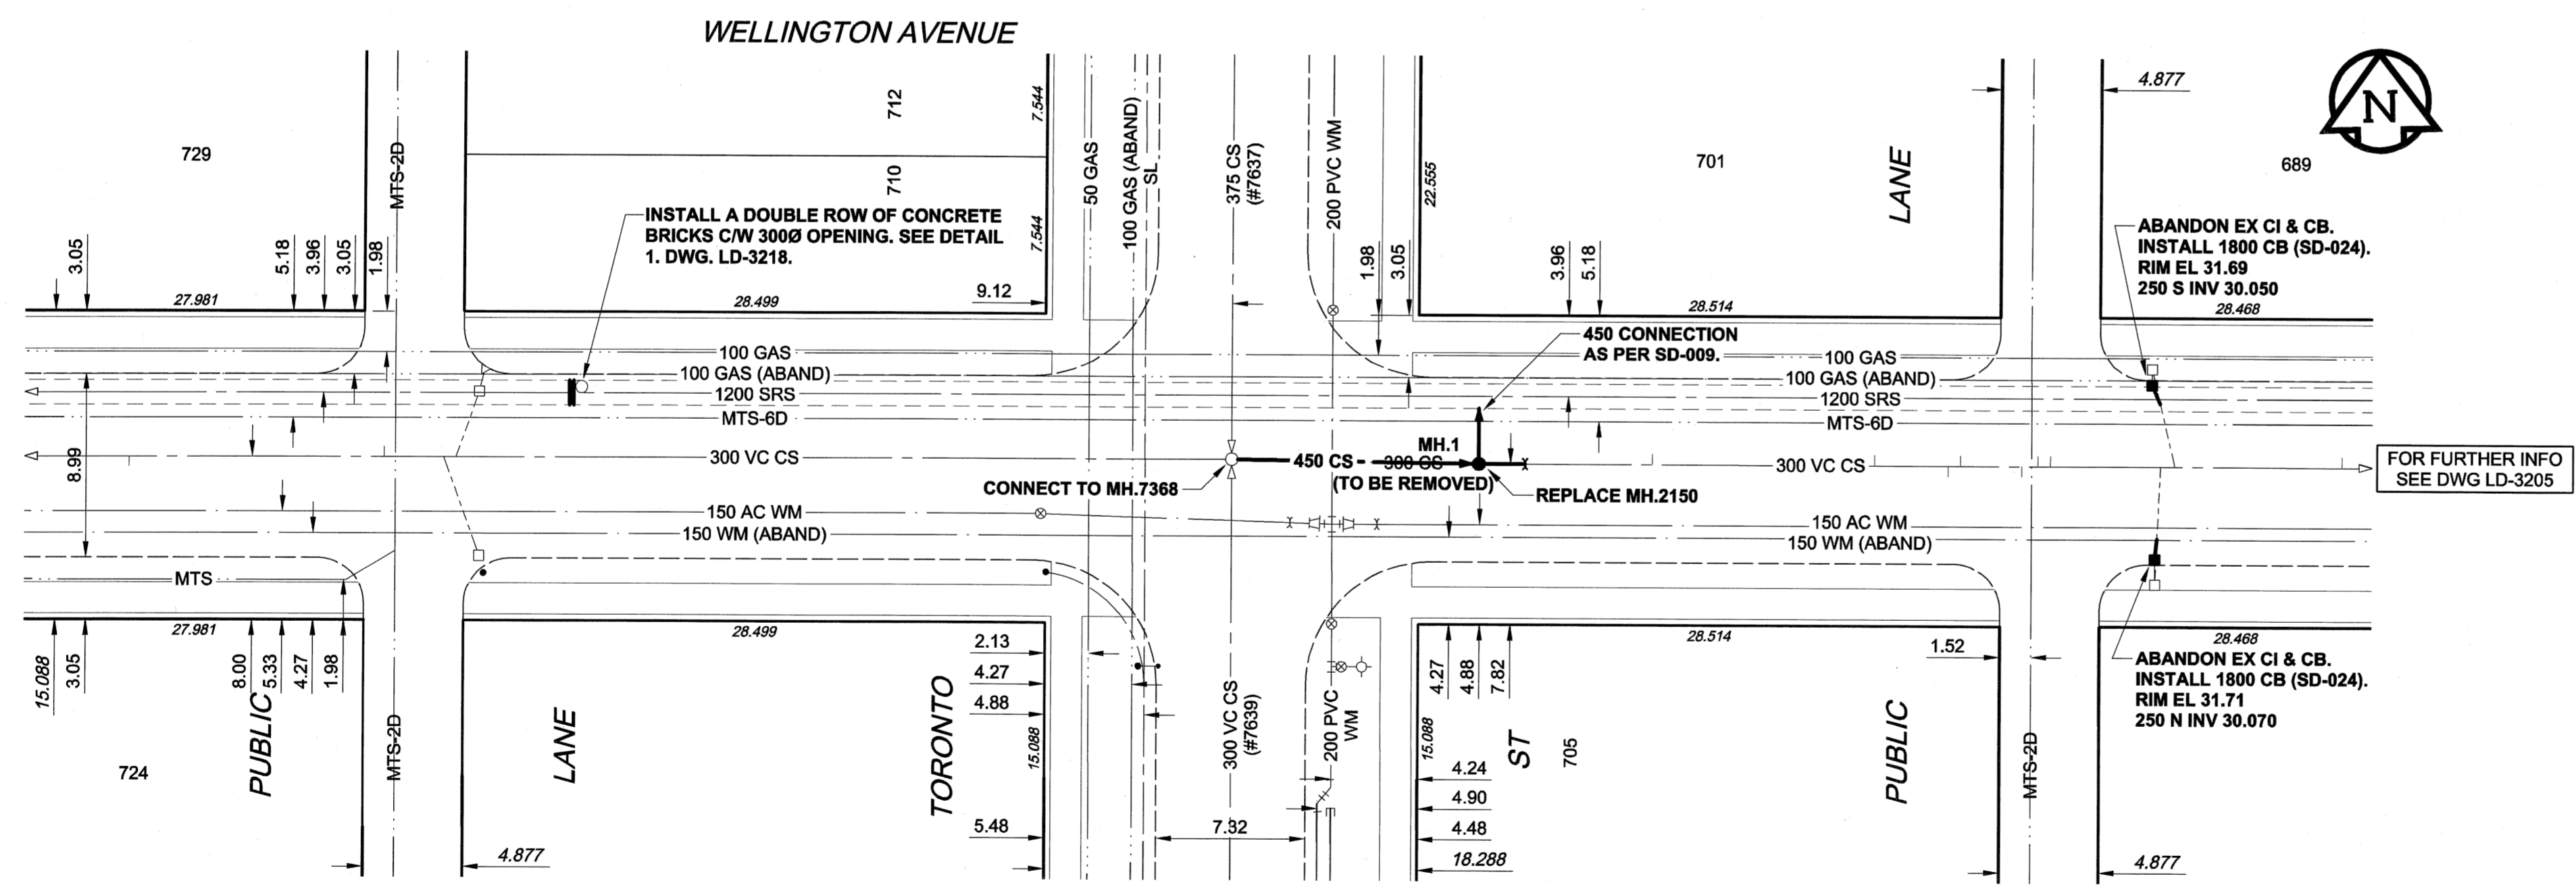 WELLINGTON AVENUE
729
MTS-2D
712
7.544
710
7.544
INSTALL A DOUBLE ROW OF CONCRETE
BRICKS C/W 300Ø OPENING. SEE DETAIL
1. DWG. LD-3218.
50 GAS
100 GAS (ABAND)
SL
375 CS
(#7637)
200 PVC WM
22.555
701
LANE
4.877
N
689
ABANDON EX CI & CB.
INSTALL 1800 CB (SD-024).
RIM EL 31.69
250 S INV 30.050
3.05
5.18
3.96
3.05
1.98
1.98
3.05
3.96
5.18
27.981
28.499
9.12
28.514
28.468
450 CONNECTION
AS PER SD-009.
100 GAS
100 GAS (ABAND)
1200 SRS
MTS-6D
300 VC CS
100 GAS
100 GAS (ABAND)
1200 SRS
MTS-6D
300 VC CS
8.99
MH.1
450 CS
300 CS
(TO BE REMOVED)
CONNECT TO MH.7368
REPLACE MH.2150
FOR FURTHER INFO
SEE DWG LD-3205
150 AC WM
150 WM (ABAND)
150 AC WM
150 WM (ABAND)
MTS
27.981
28.499
28.514
28.468
15.088
3.05
8.00
5.33
4.27
1.98
2.13
4.27
4.88
15.088
5.48
4.27
4.88
7.82
1.52
ABANDON EX CI & CB.
INSTALL 1800 CB (SD-024).
RIM EL 31.71
250 N INV 30.070
724
PUBLIC
MTS-2D
LANE
TORONTO
300 VC CS
(#7639)
200 PVC
WM
15.088
ST
705
PUBLIC
MTS-2D
4.24
4.90
4.48
18.288
7.32
4.877
4.877